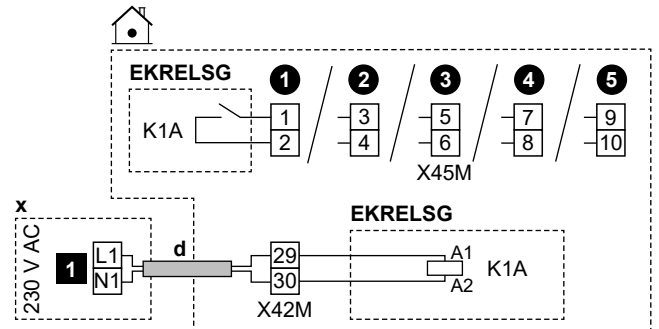 EKRELSG
1 2 3 4 5
K1A
1 3 5 7 9
2 4 6 8 10
X45M
x
EKRELSG
230 V AC
1
L1
N1
d
29
30
X42M
A1
A2
K1A